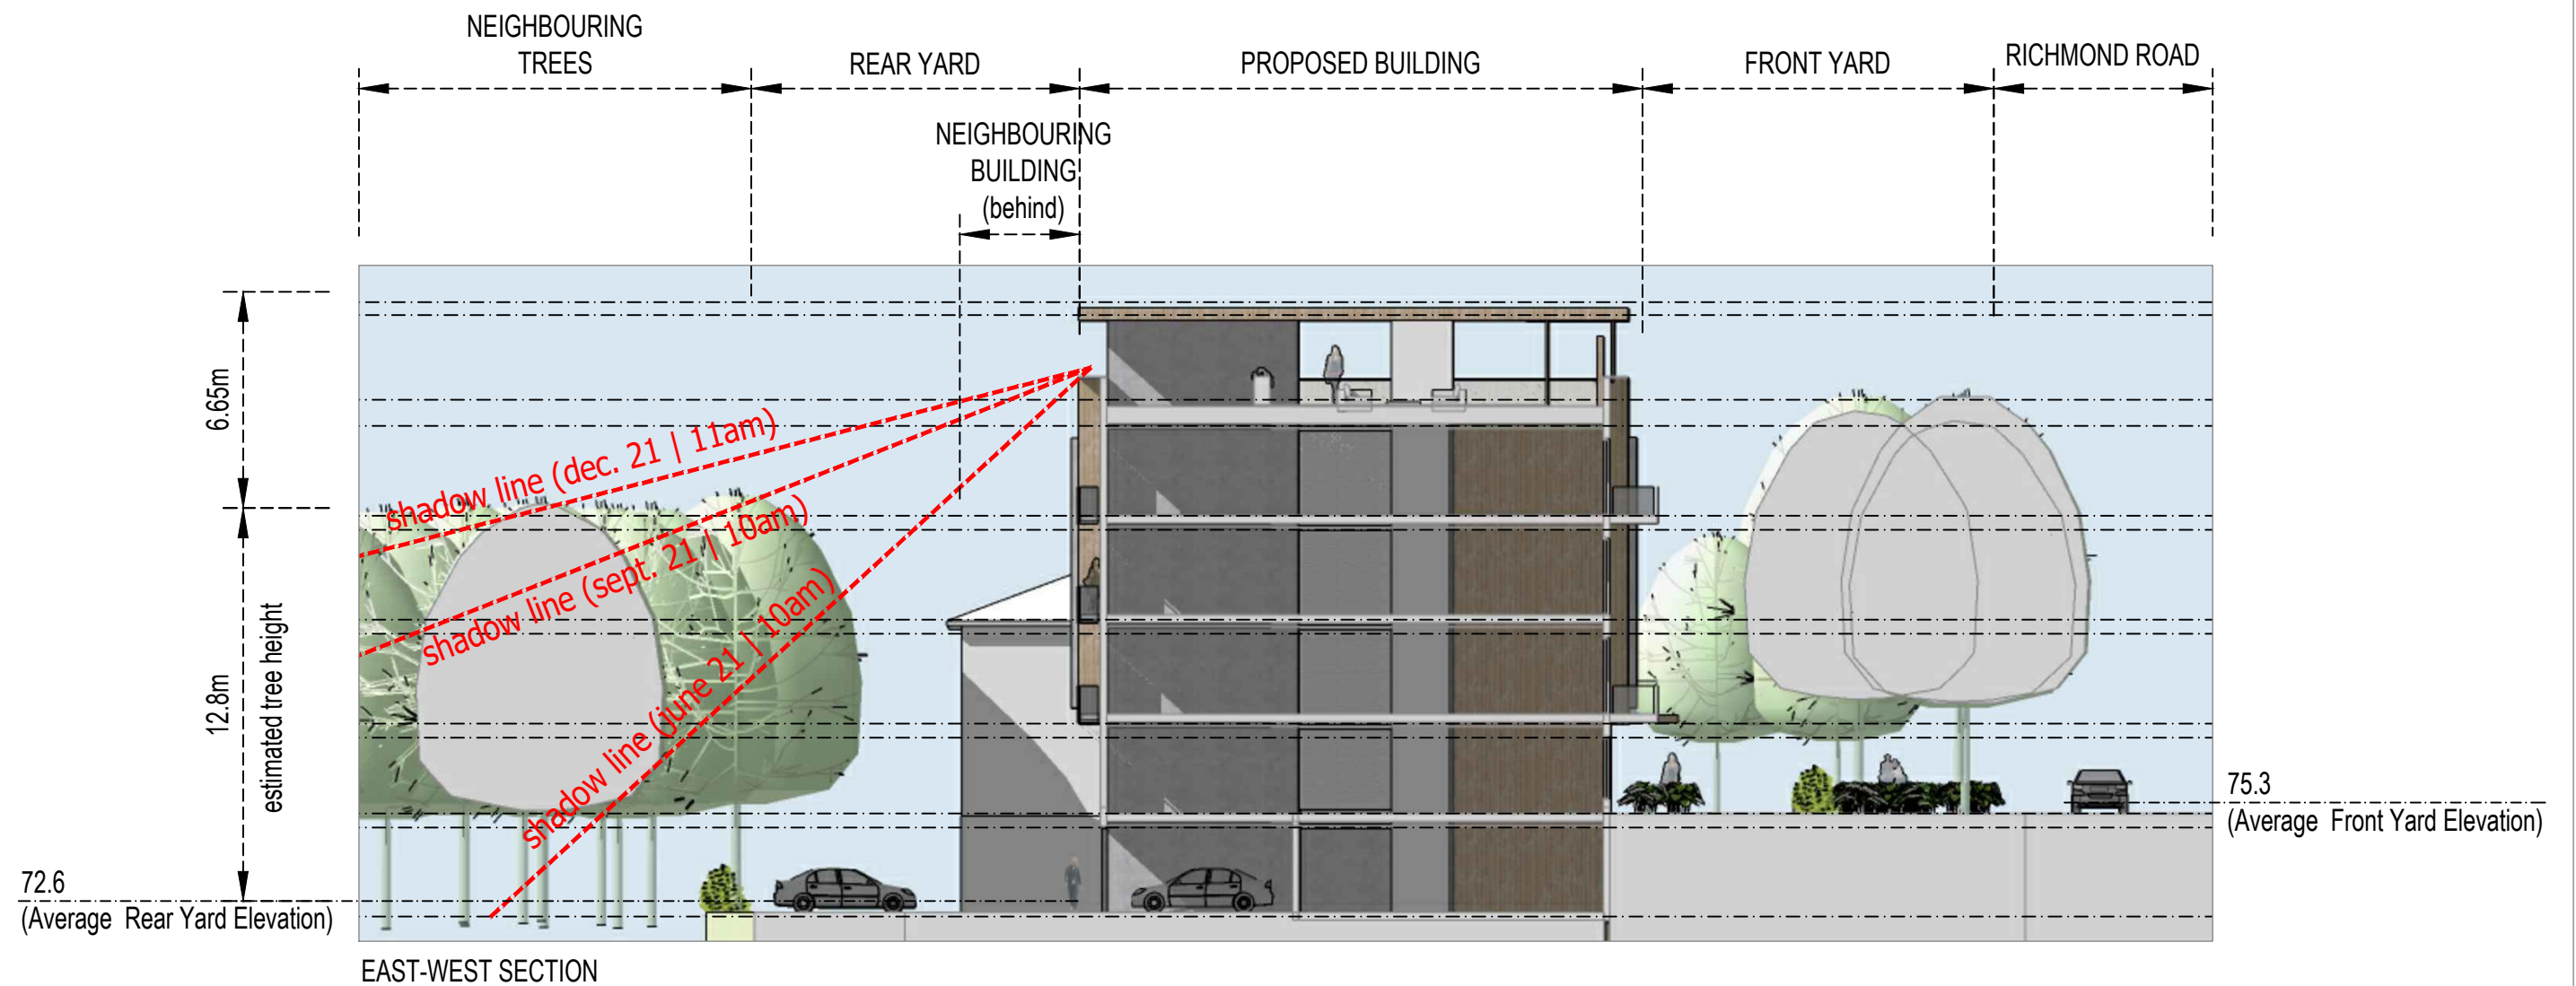 NEIGHBOURING
TREES
REAR YARD
PROPOSED BUILDING
FRONT YARD
RICHMOND ROAD
NEIGHBOURING
BUILDING
(behind)
6.65m
12.8m
estimated tree height
shadow line (dec. 21 | 11am)
shadow line (sept. 21 | 10am)
shadow line (june 21 | 10am)
72.6
(Average Rear Yard Elevation)
75.3
(Average Front Yard Elevation)
EAST-WEST SECTION